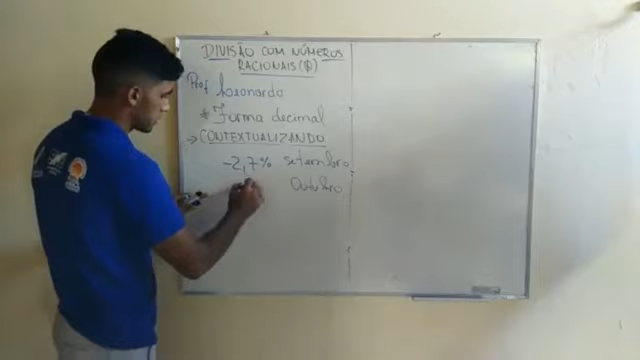 DIVISÃO COM NÚMEROS
RACIONAIS (Q)
Prof Leonardo
* Forma decimal
→ CONTEXTUALIZANDO
-2,7% setembro
Outubro